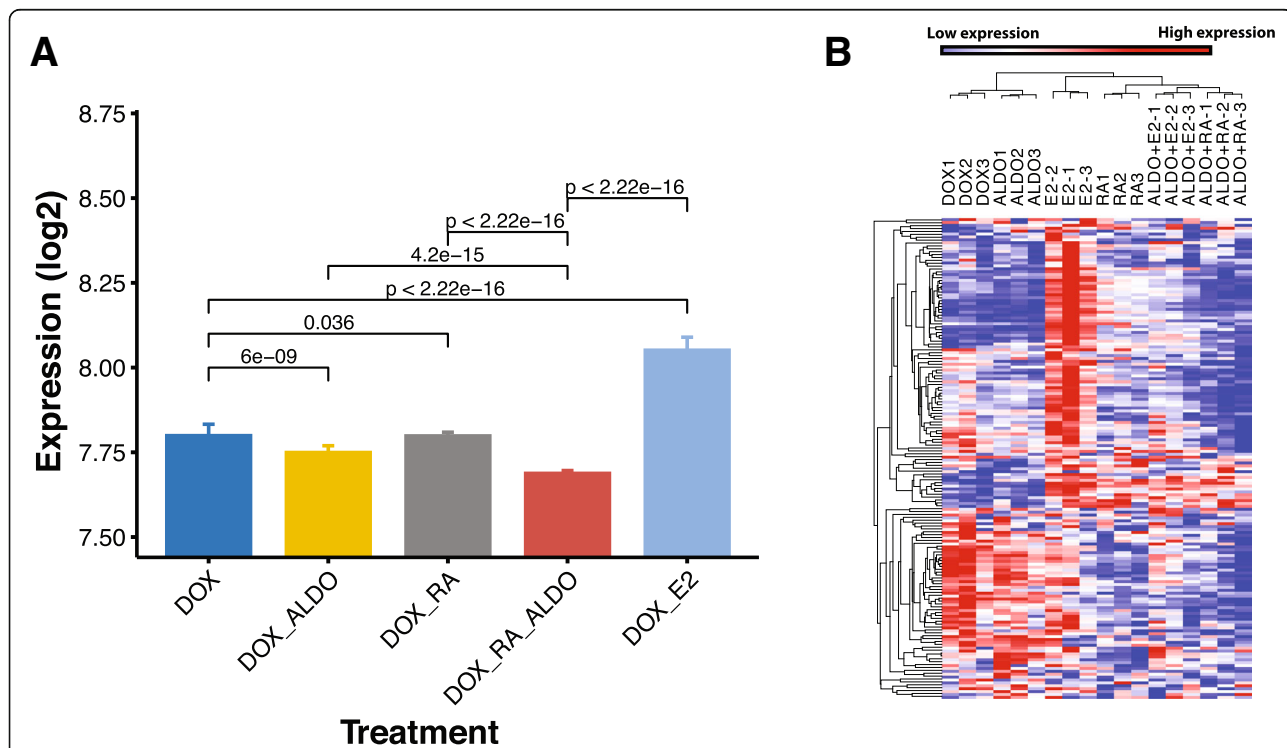 A
8.75
8.50
8.25
8.00
7.75
7.50
Expression (log2)
p < 2.22e−16
p < 2.22e−16
4.2e−15
p < 2.22e−16
0.036
6e−09
DOX
DOX_ALDO
DOX_RA
DOX_RA_ALDO
DOX_E2
Treatment
B
Low expression
High expression
DOX1
DOX2
DOX3
ALDO1
ALDO2
ALDO3
E2-2
E2-1
E2-3
RA1
RA2
RA3
ALDO+E2-1
ALDO+E2-2
ALDO+E2-3
ALDO+RA-1
ALDO+RA-2
ALDO+RA-3